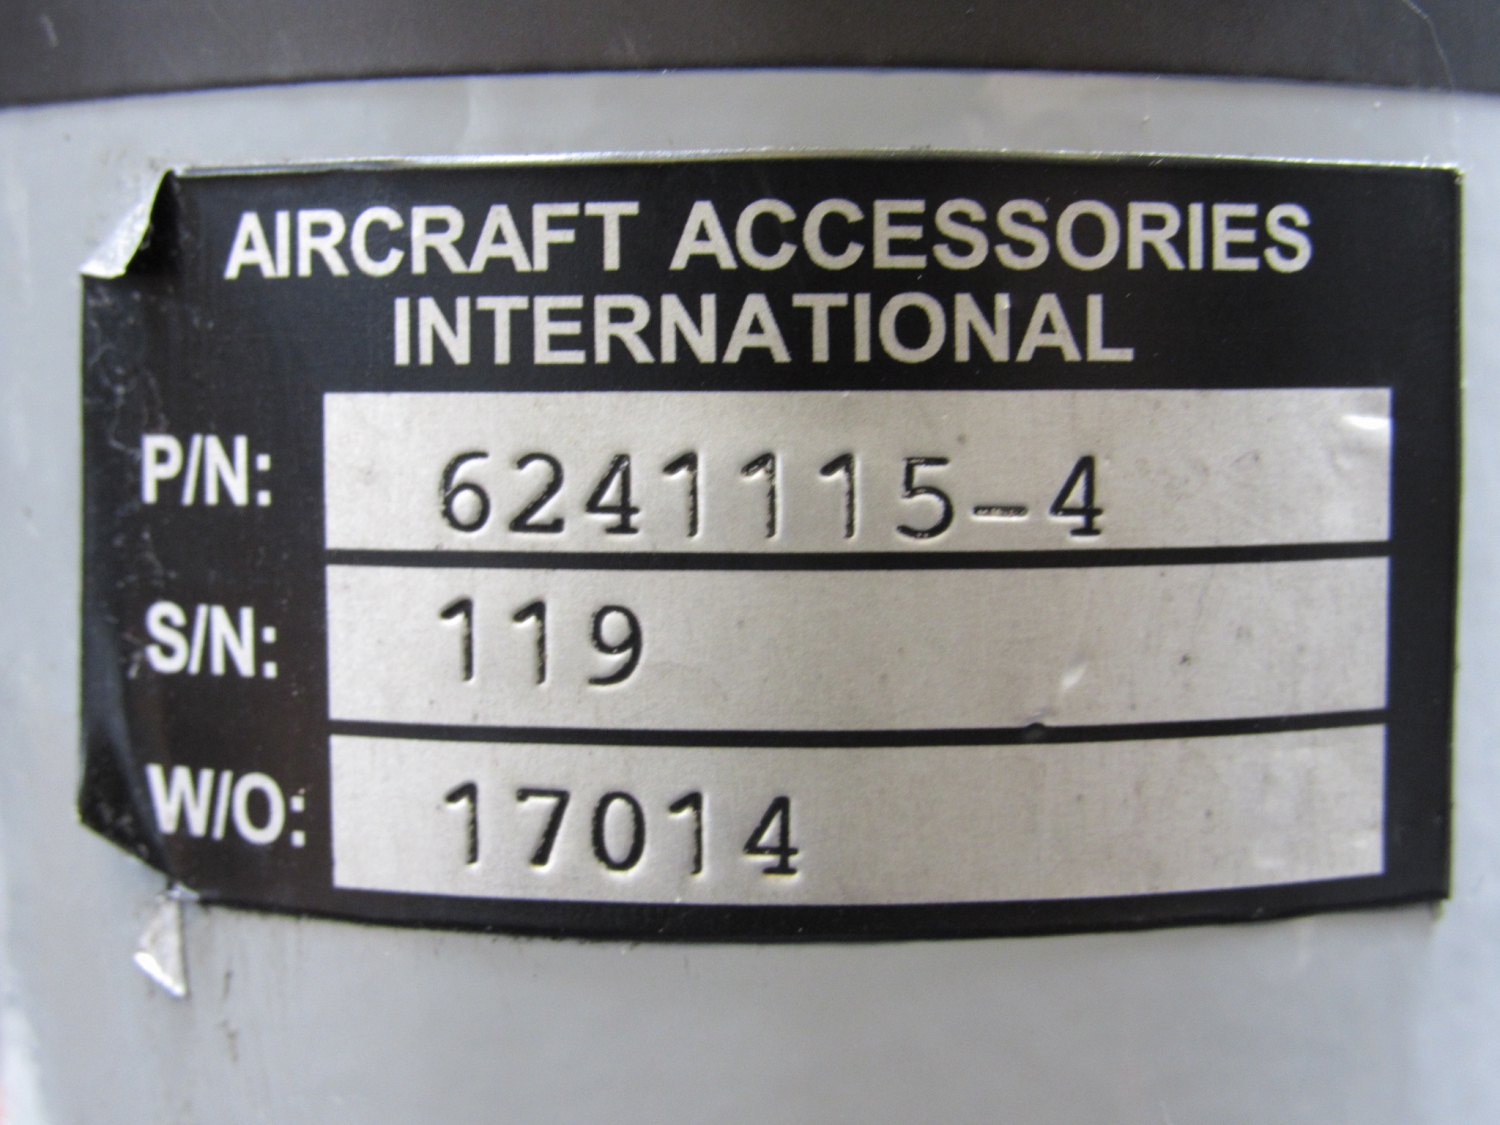 AIRCRAFT ACCESSORIES
INTERNATIONAL
P/N: 6241115-4
S/N: 119
W/O: 17014